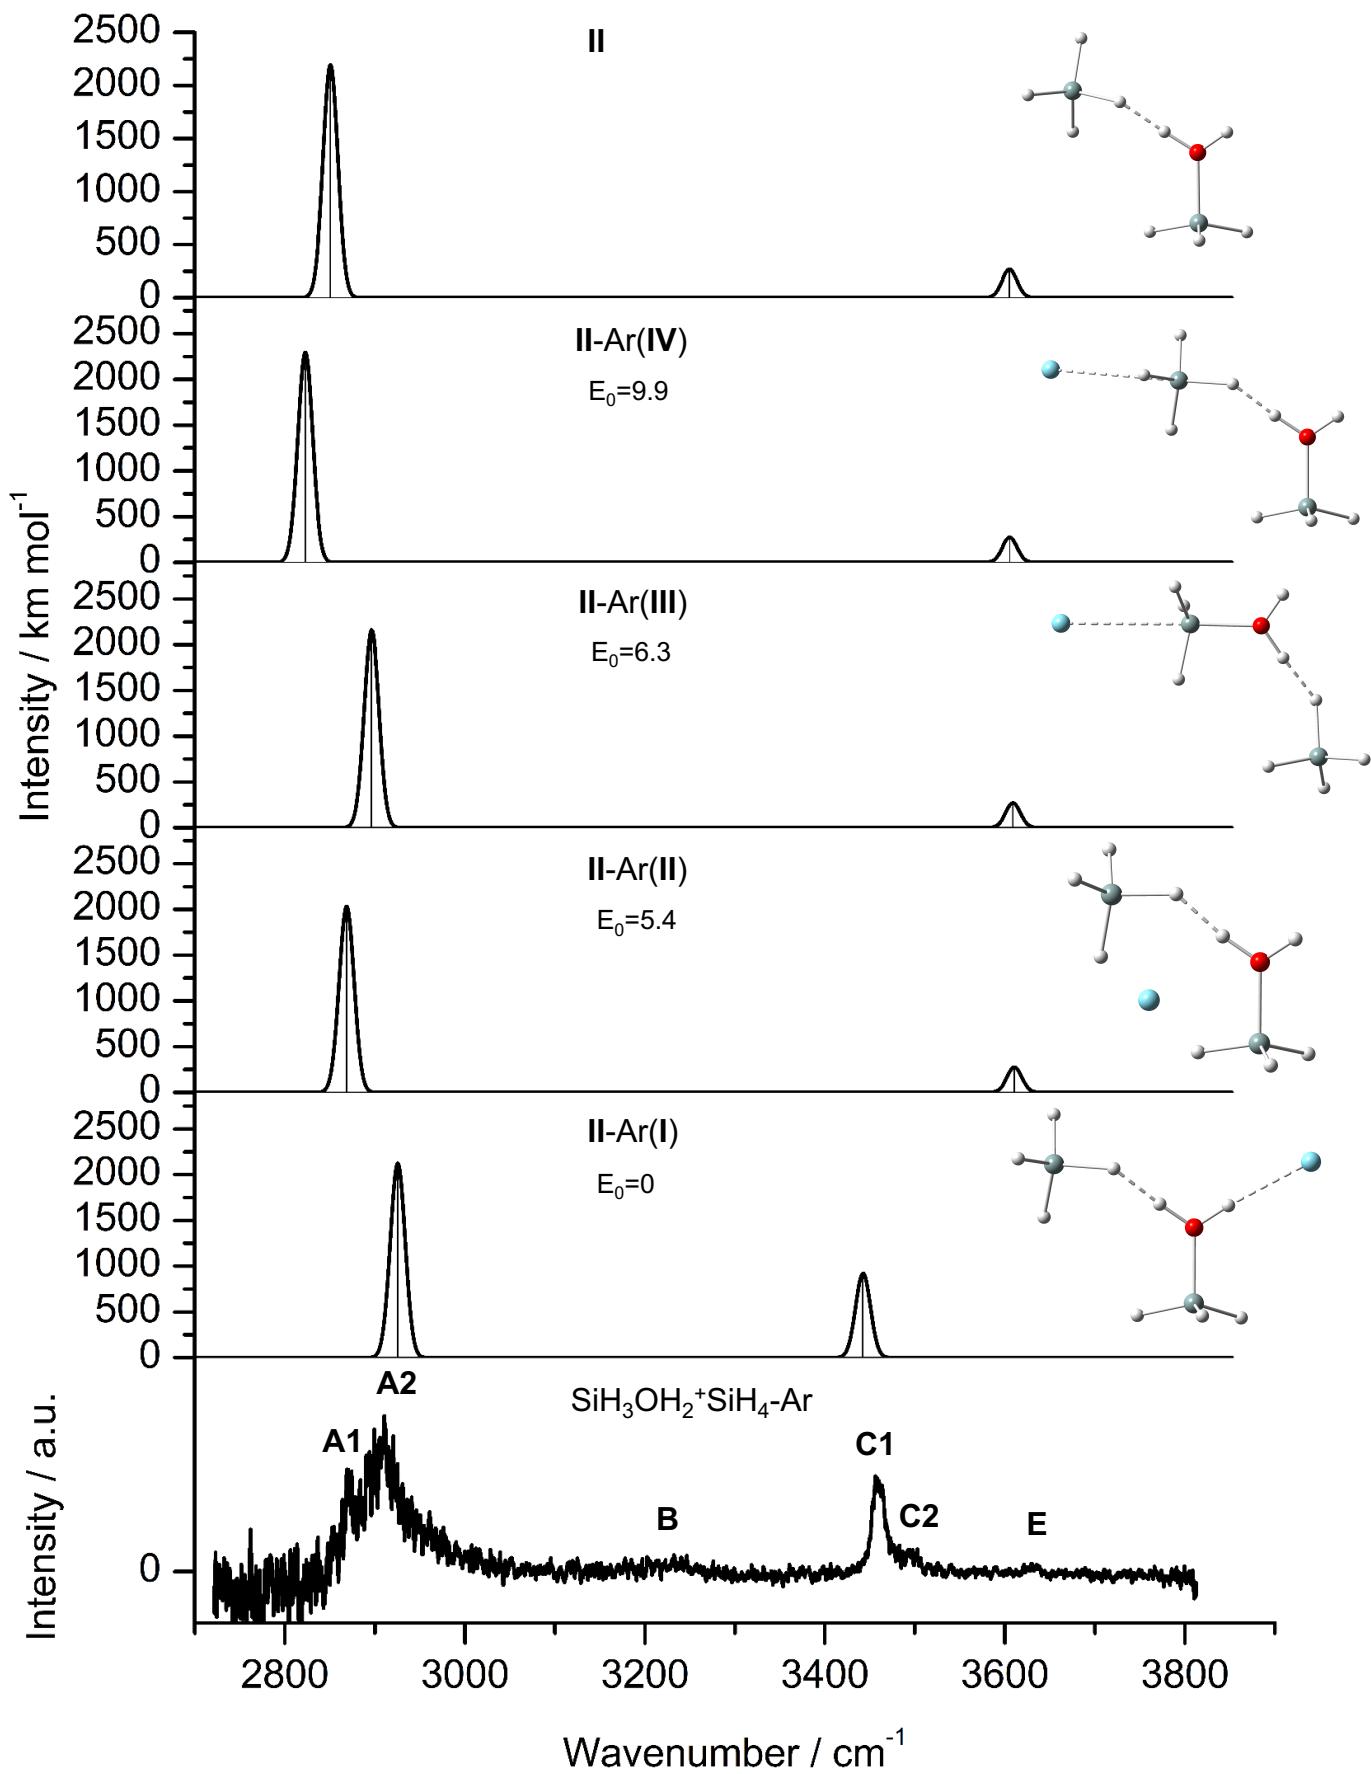 II
2500
2000
1500
1000
500
0
II-Ar(IV)
E₀=9.9
2500
2000
1500
1000
500
0
II-Ar(III)
E₀=6.3
2500
2000
1500
1000
500
0
II-Ar(II)
E₀=5.4
2500
2000
1500
1000
500
0
II-Ar(I)
E₀=0
2500
2000
1500
1000
500
0
Intensity / km mol⁻¹
SiH₃OH₂⁺SiH₄-Ar
A1
A2
B
C1
C2
E
0
Intensity / a.u.
2800 3000 3200 3400 3600 3800
Wavenumber / cm⁻¹